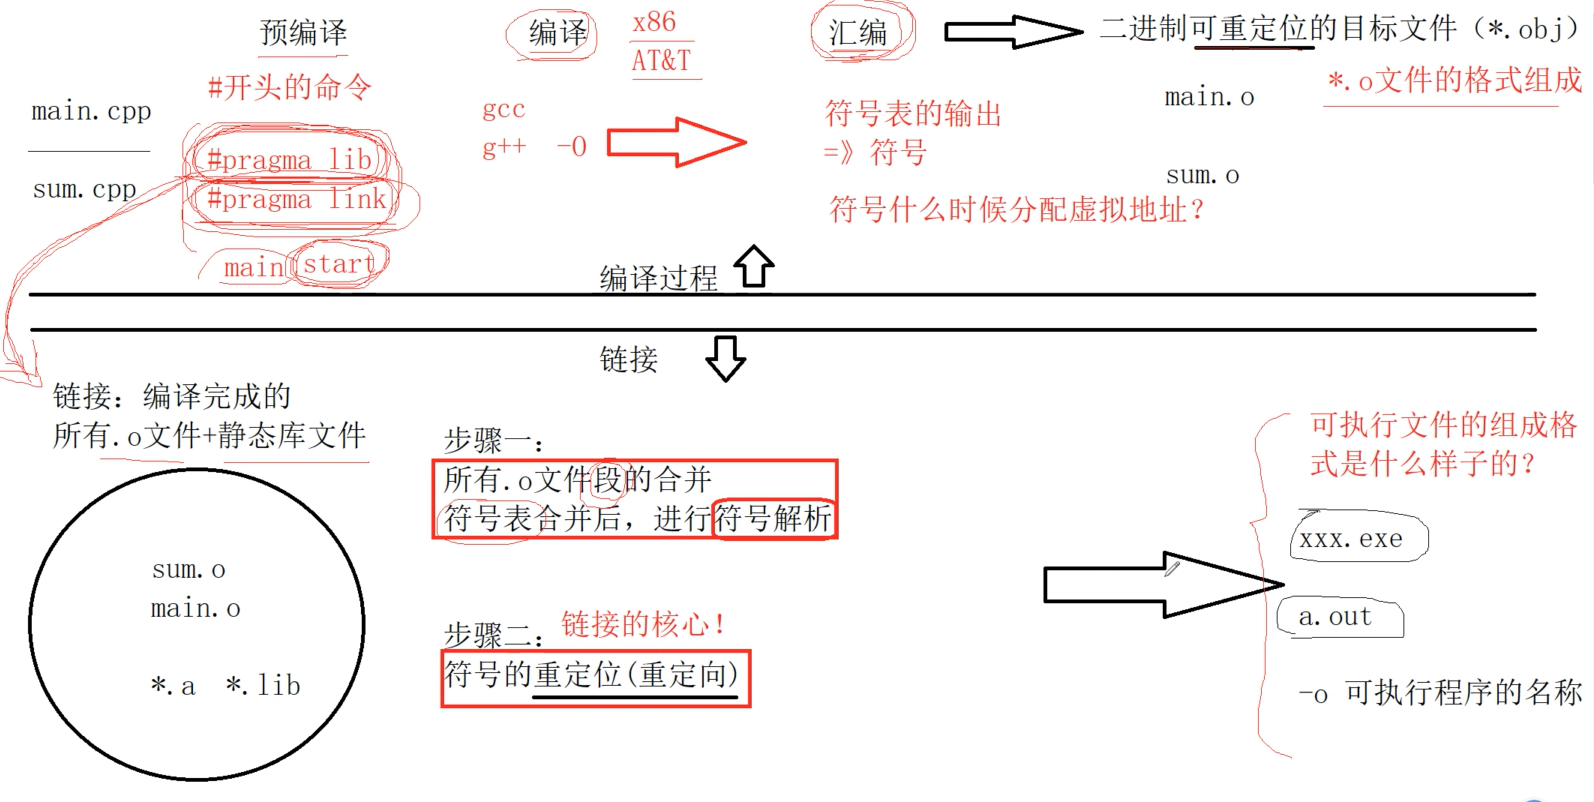 预编译
编译
x86
AT&T
汇编
二进制可重定位的目标文件（*.obj）
#开头的命令
*.o文件的格式组成
main.cpp
gcc
符号表的输出
main.o
#pragma lib
g++  -O
=》符号
sum.cpp
#pragma link
sum.o
符号什么时候分配虚拟地址？
main start
编译过程
链接
链接：编译完成的
所有.o文件+静态库文件
步骤一：
所有.o文件段的合并
符号表合并后，进行符号解析
sum.o
main.o
*.a  *.lib
步骤二：链接的核心！
符号的重定位(重定向)
可执行文件的组成格
式是什么样子的？
xxx.exe
a.out
-o 可执行程序的名称